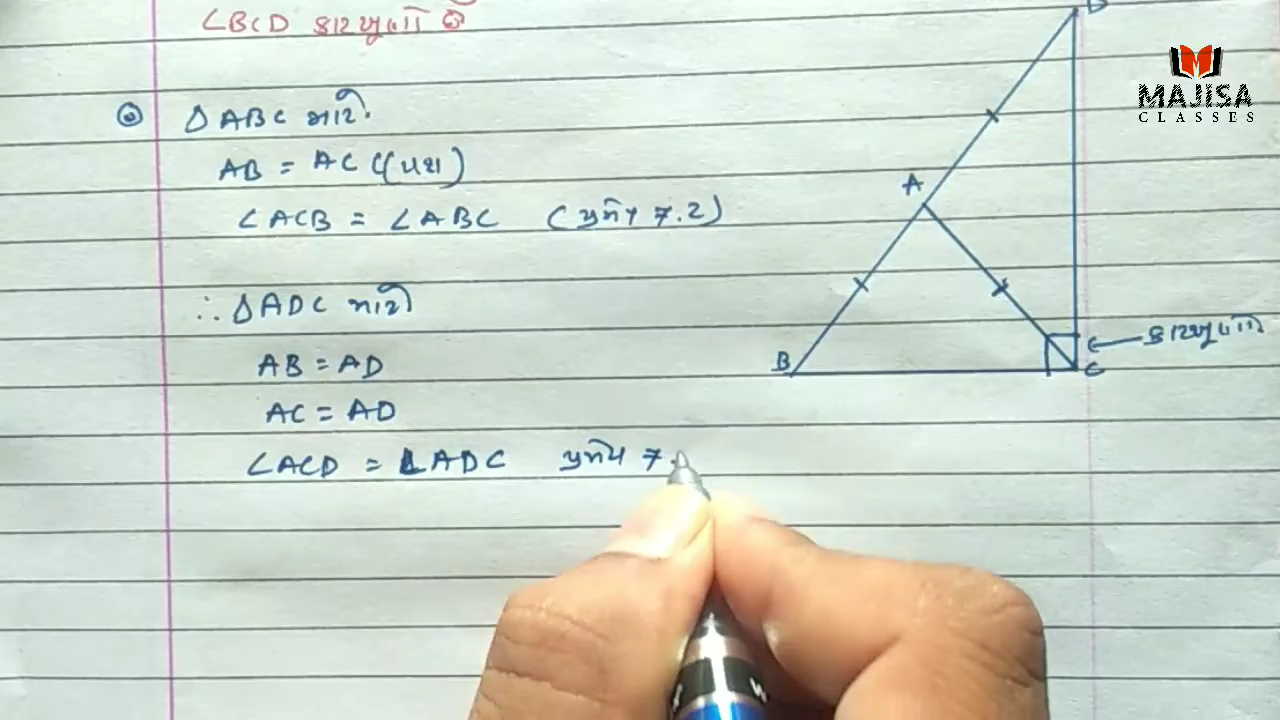 ∠BCD કાટખૂણો છે
ΔABC માટે
AB = AC (પક્ષ)
∠ACB = ∠ABC (પ્રમેય 7.2)
∴ ΔADC માટે
AB = AD
AC = AD
∠ACD = ∠ADC પ્રમેય 7.
D
A
B
C
કાટખૂણો
MAJISA
CLASSES